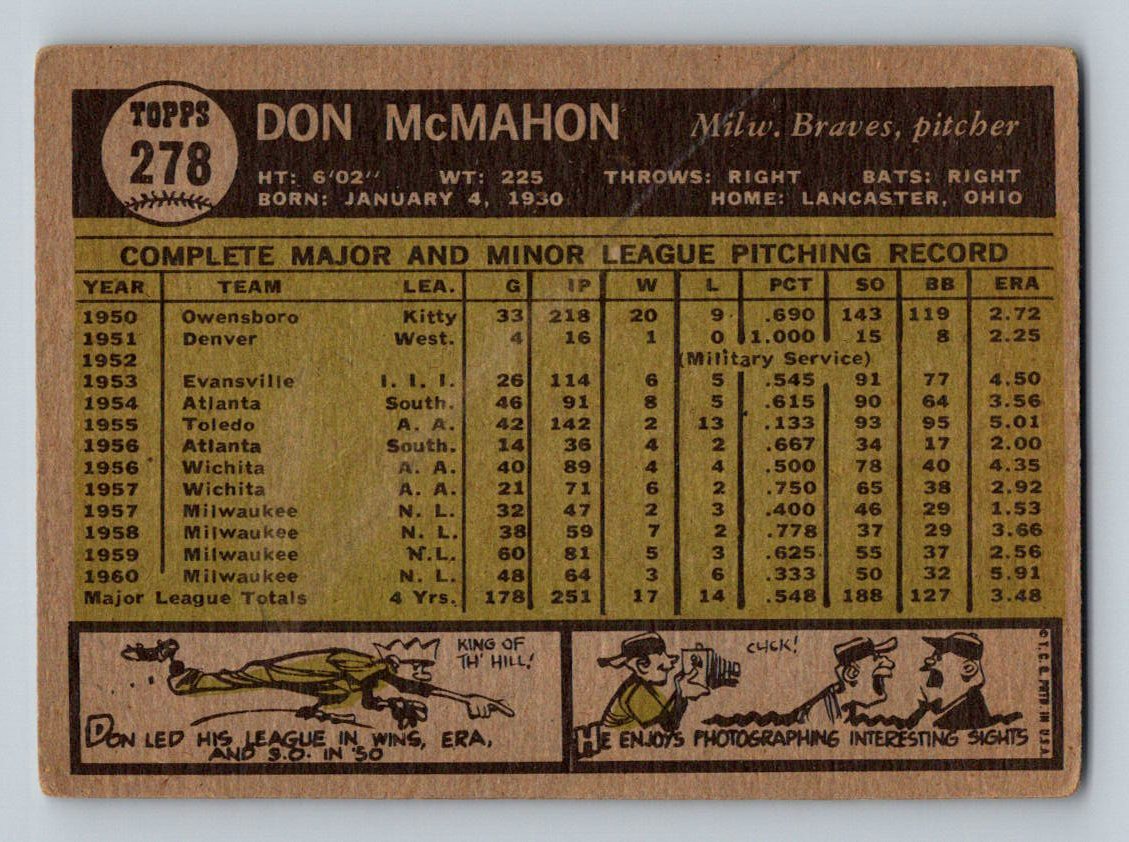 TOPPS
278
DON McMAHON Milw. Braves, pitcher
HT: 6'02" WT: 225 THROWS: RIGHT BATS: RIGHT
BORN: JANUARY 4, 1930 HOME: LANCASTER, OHIO
COMPLETE MAJOR AND MINOR LEAGUE PITCHING RECORD
YEAR TEAM LEA. G IP W L PCT SO BB ERA
1950 Owensboro Kitty 33 218 20 9 .690 143 119 2.72
1951 Denver West. 4 16 1 0 1.000 15 8 2.25
1952 (Military Service)
1953 Evansville I. I. I. 26 114 6 5 .545 91 77 4.50
1954 Atlanta South. 46 91 8 5 .615 90 64 3.56
1955 Toledo A. A. 42 142 2 13 .133 93 95 5.01
1956 Atlanta South. 14 36 4 2 .667 34 17 2.00
1956 Wichita A. A. 40 89 4 4 .500 78 40 4.35
1957 Wichita A. A. 21 71 6 2 .750 65 38 2.92
1957 Milwaukee N. L. 32 47 2 3 .400 46 29 1.53
1958 Milwaukee N. L. 38 59 7 2 .778 37 29 3.66
1959 Milwaukee N.L. 60 81 5 3 .625 55 37 2.56
1960 Milwaukee N. L. 48 64 3 6 .333 50 32 5.91
Major League Totals 4 Yrs. 178 251 17 14 .548 188 127 3.48
KING OF
TH' HILL!
DON LED HIS LEAGUE IN WINS, ERA,
AND S.O. IN '50
CLICK!
HE ENJOYS PHOTOGRAPHING INTERESTING SIGHTS
© T. C. G. PRTD. IN U.S.A.